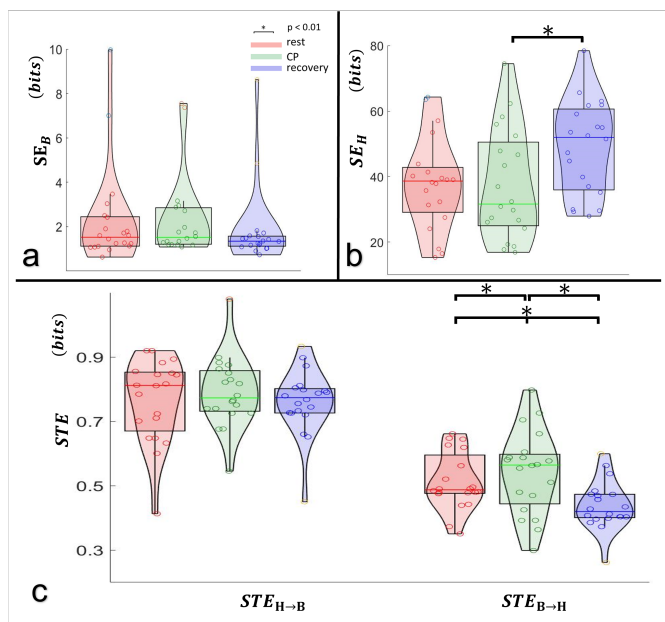 * p < 0.01
rest
CP
recovery
(bits)
SE_B
10
8
6
4
2
a
*
(bits)
SE_H
80
60
40
20
b
* *
*
(bits)
STE
0.9
0.7
0.5
0.3
c
STE_H→B STE_B→H